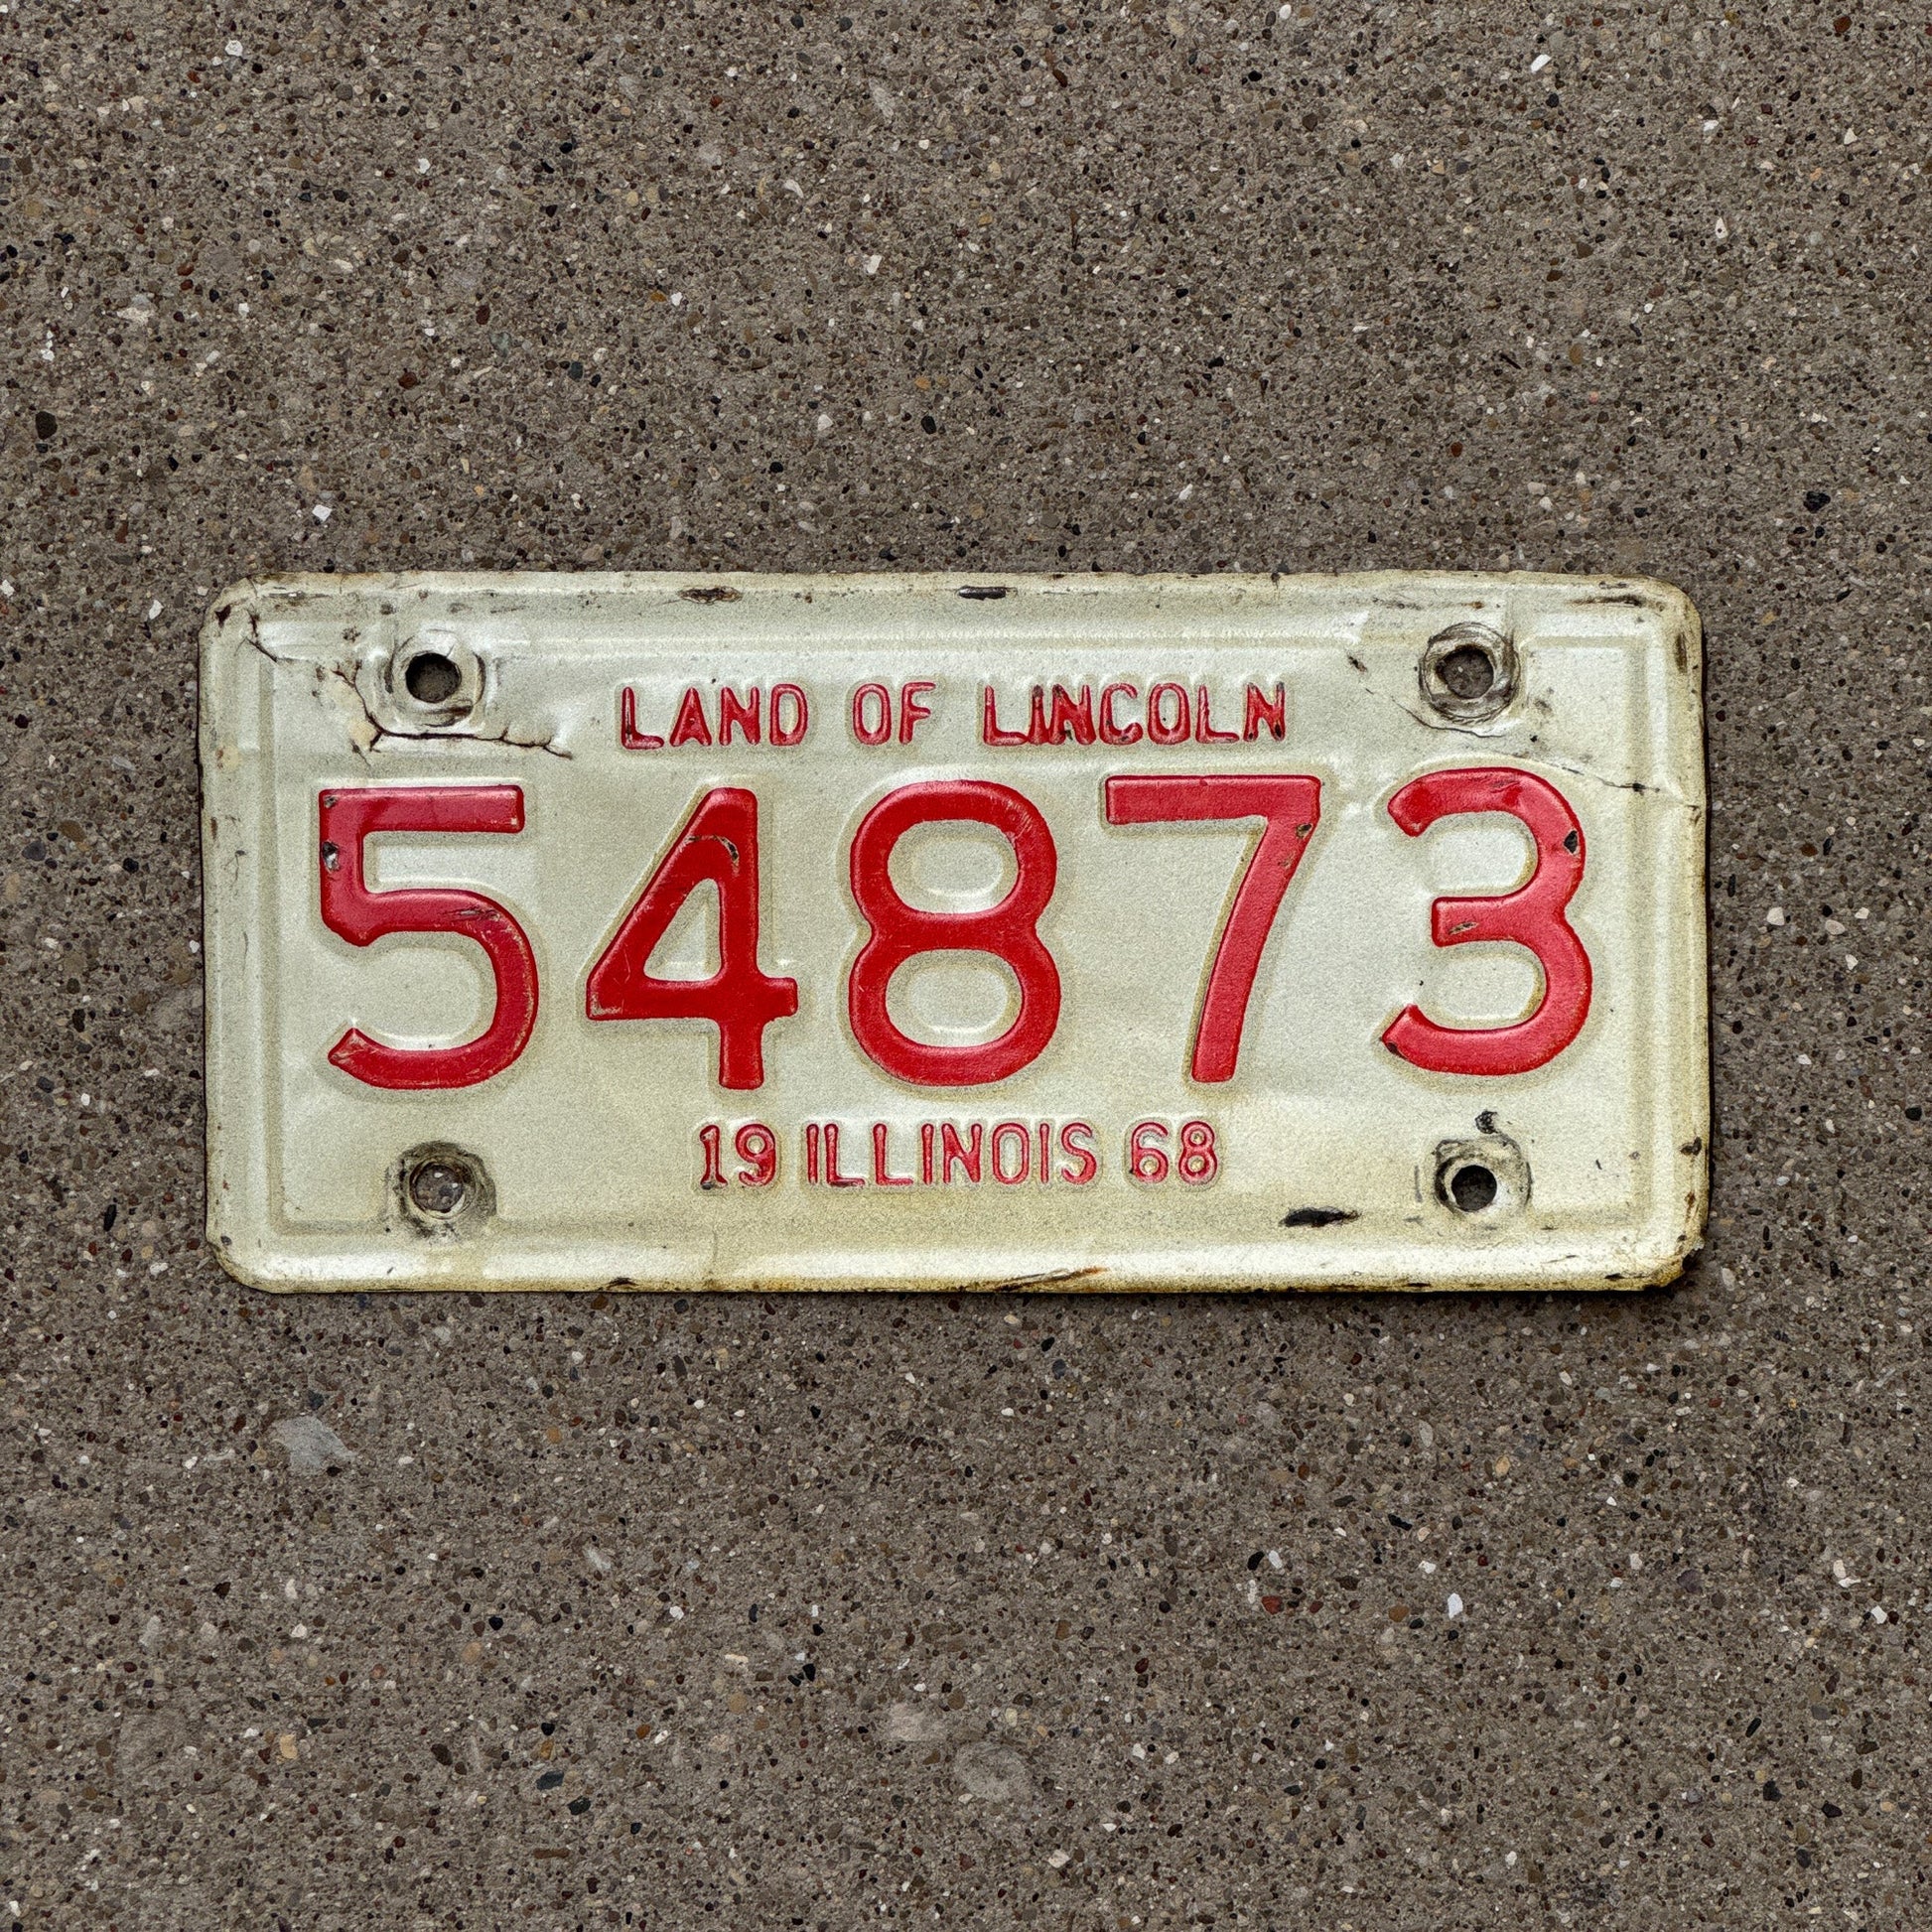 LAND OF LINCOLN
54873
19 ILLINOIS 68